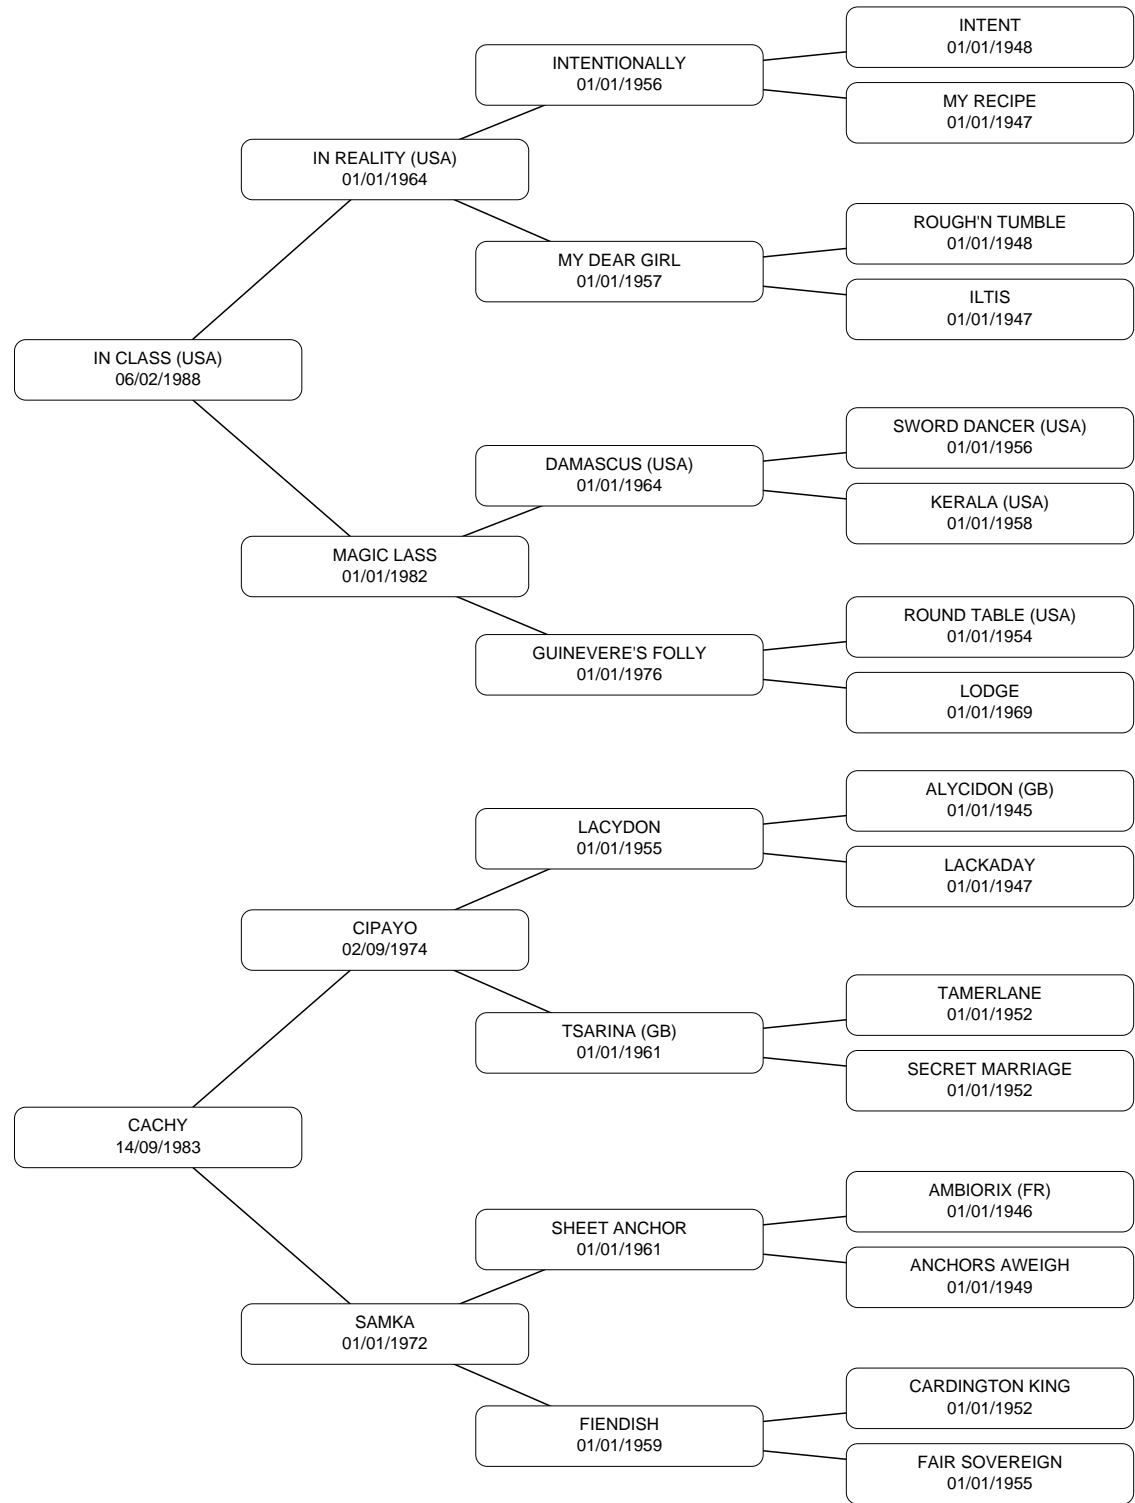 INTENT
01/01/1948
INTENTIONALLY
01/01/1956
MY RECIPE
01/01/1947
IN REALITY (USA)
01/01/1964
ROUGH'N TUMBLE
01/01/1948
MY DEAR GIRL
01/01/1957
ILTIS
01/01/1947
IN CLASS (USA)
06/02/1988
SWORD DANCER (USA)
01/01/1956
DAMASCUS (USA)
01/01/1964
KERALA (USA)
01/01/1958
MAGIC LASS
01/01/1982
ROUND TABLE (USA)
01/01/1954
GUINEVERE'S FOLLY
01/01/1976
LODGE
01/01/1969
ALYCIDON (GB)
01/01/1945
LACYDON
01/01/1955
LACKADAY
01/01/1947
CIPAYO
02/09/1974
TAMERLANE
01/01/1952
TSARINA (GB)
01/01/1961
SECRET MARRIAGE
01/01/1952
CACHY
14/09/1983
AMBIORIX (FR)
01/01/1946
SHEET ANCHOR
01/01/1961
ANCHORS AWEIGH
01/01/1949
SAMKA
01/01/1972
CARDINGTON KING
01/01/1952
FIENDISH
01/01/1959
FAIR SOVEREIGN
01/01/1955